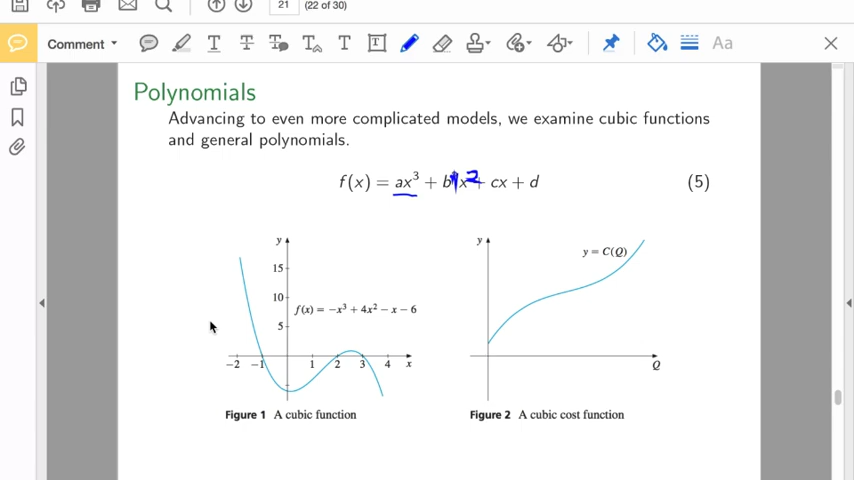 21 (22 of 30)
Comment
T T T T T T Aa
Polynomials
Advancing to even more complicated models, we examine cubic functions
and general polynomials.
f(x) = ax³ + bx² + cx + d (5)
y
15
10
5
f(x) = −x³ + 4x² − x − 6
−2 −1 1 2 3 4 x
Figure 1 A cubic function
y
y = C(Q)
Q
Figure 2 A cubic cost function